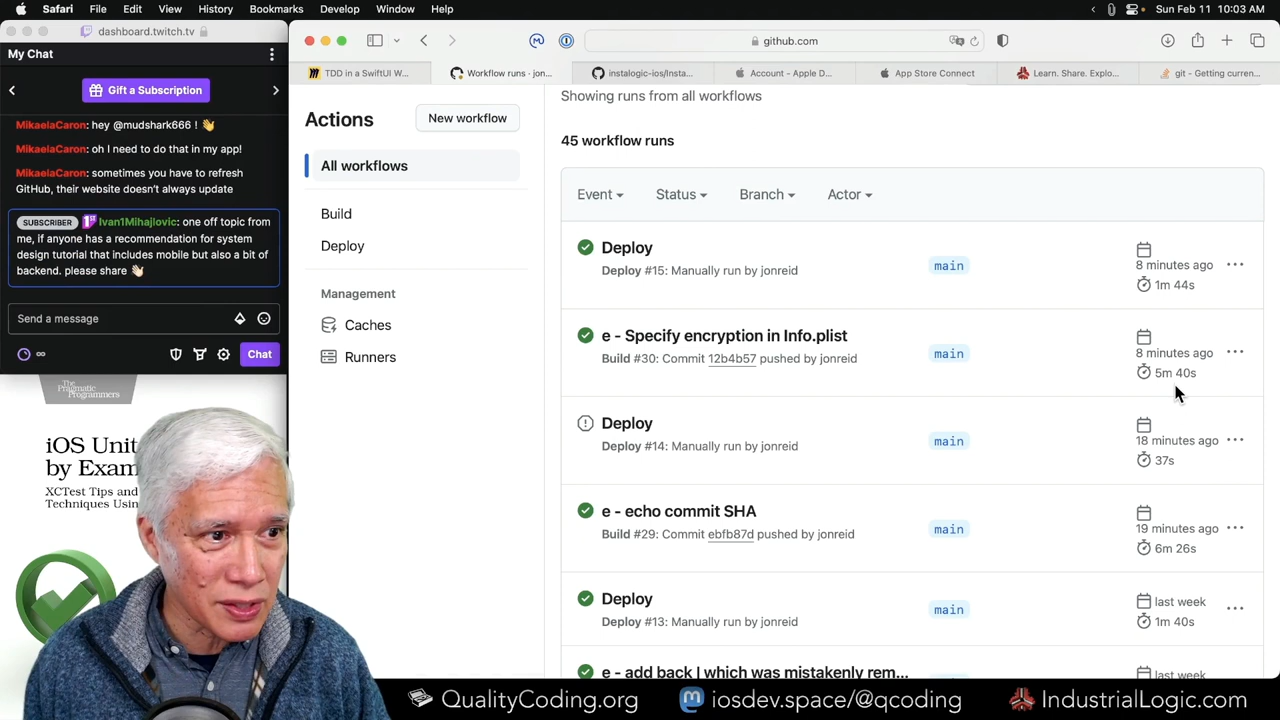 Safari File Edit View History Bookmarks Develop Window Help
Sun Feb 11 10:03 AM
dashboard.twitch.tv
My Chat
Gift a Subscription
MikaelaCaron: hey @mudshark666 ! 👋
MikaelaCaron: oh I need to do that in my app!
MikaelaCaron: sometimes you have to refresh
GitHub, their website doesn't always update
SUBSCRIBER Ivan1Mihajlovic: one off topic from
me, if anyone has a recommendation for system
design tutorial that includes mobile but also a bit of
backend. please share 👋
Send a message
Chat
The
Pragmatic
Programmers
iOS Unit
by Exam
XCTest Tips and
Techniques Usin
github.com
TDD in a SwiftUI W...
Workflow runs · jon...
instalogic-ios/Insta...
Account - Apple D...
App Store Connect
Learn. Share. Explo...
git - Getting curren...
Actions
New workflow
All workflows
Build
Deploy
Management
Caches
Runners
Showing runs from all workflows
45 workflow runs
Event Status Branch Actor
Deploy
Deploy #15: Manually run by jonreid
main
8 minutes ago
1m 44s
e - Specify encryption in Info.plist
Build #30: Commit 12b4b57 pushed by jonreid
main
8 minutes ago
5m 40s
Deploy
Deploy #14: Manually run by jonreid
main
18 minutes ago
37s
e - echo commit SHA
Build #29: Commit ebfb87d pushed by jonreid
main
19 minutes ago
6m 26s
Deploy
Deploy #13: Manually run by jonreid
main
last week
1m 40s
e - add back | which was mistakenly rem...
last week
QualityCoding.org
iosdev.space/@qcoding
IndustrialLogic.com